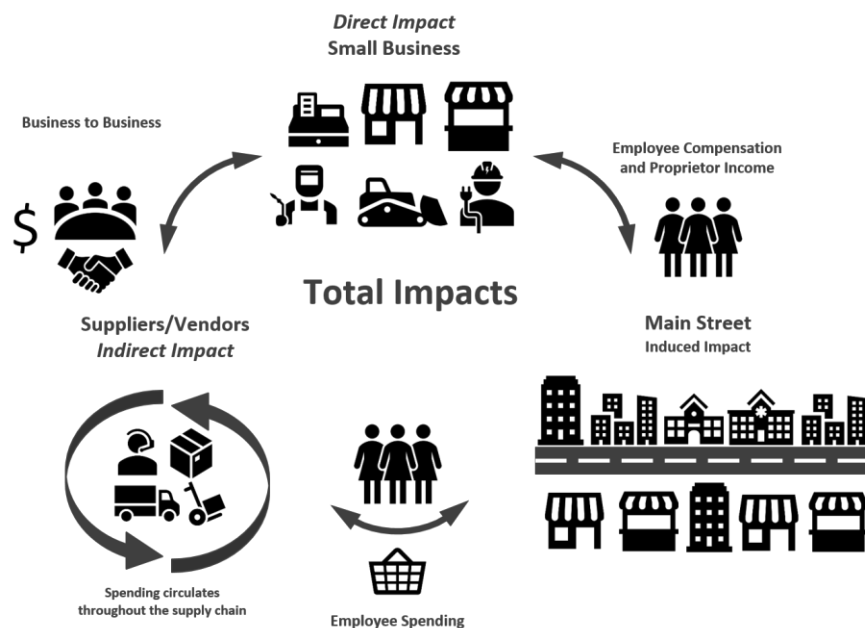 Direct Impact
Small Business
Business to Business
Employee Compensation
and Proprietor Income
$
Total Impacts
Suppliers/Vendors
Indirect Impact
Main Street
Induced Impact
Spending circulates
throughout the supply chain
Employee Spending